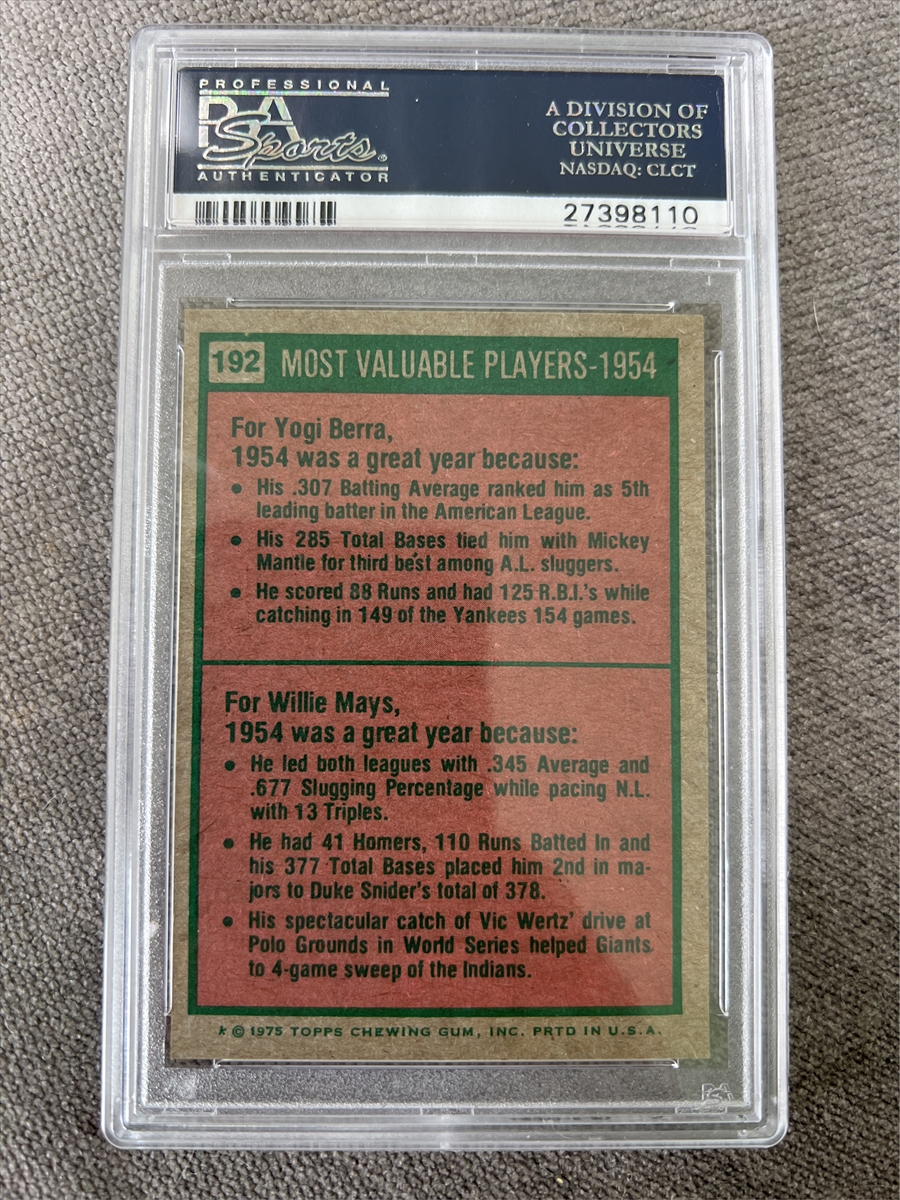 PROFESSIONAL
PSA
Sports
AUTHENTICATOR
A DIVISION OF
COLLECTORS
UNIVERSE
NASDAQ: CLCT
27398110
192 MOST VALUABLE PLAYERS-1954
For Yogi Berra,
1954 was a great year because:
• His .307 Batting Average ranked him as 5th
leading batter in the American League.
• His 285 Total Bases tied him with Mickey
Mantle for third best among A.L. sluggers.
• He scored 88 Runs and had 125 R.B.I.'s while
catching in 149 of the Yankees 154 games.
For Willie Mays,
1954 was a great year because:
• He led both leagues with .345 Average and
.677 Slugging Percentage while pacing N.L.
with 13 Triples.
• He had 41 Homers, 110 Runs Batted In and
his 377 Total Bases placed him 2nd in ma-
jors to Duke Snider's total of 378.
• His spectacular catch of Vic Wertz' drive at
Polo Grounds in World Series helped Giants
to 4-game sweep of the Indians.
* © 1975 TOPPS CHEWING GUM, INC. PRTD IN U.S.A.
PSA